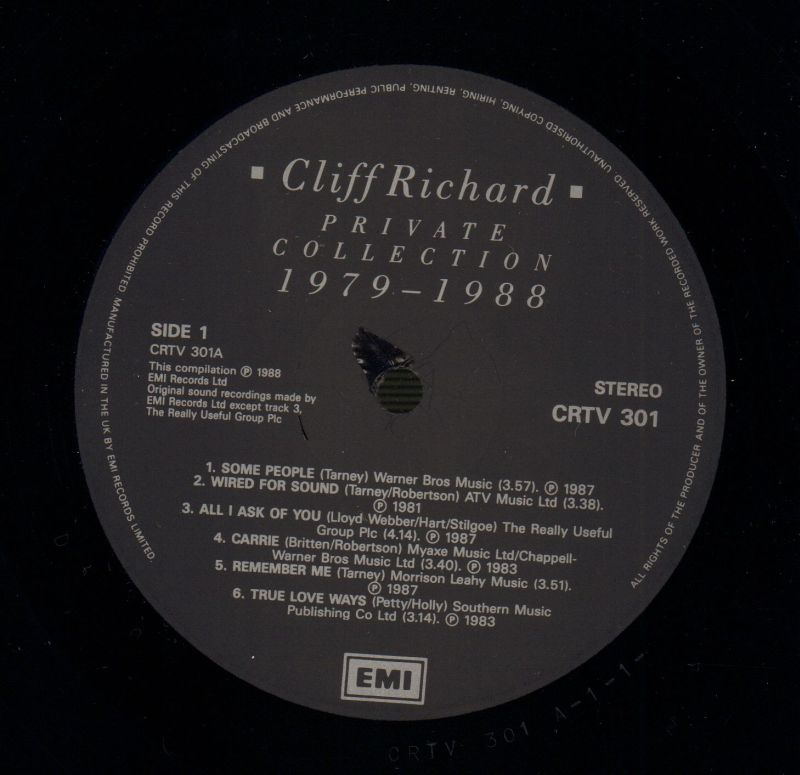 UNAUTHORISED COPYING, HIRING, RENTING, PUBLIC PERFORMANCE AND BROADCASTING OF THIS RECORD PROHIBITED. MANUFACTURED IN THE UK BY EMI RECORDS LIMITED.
ALL RIGHTS OF THE PRODUCER AND OF THE OWNER OF THE RECORDED WORK RESERVED
Cliff Richard
PRIVATE
COLLECTION
1979–1988
SIDE 1
CRTV 301A
This compilation Ⓟ 1988
EMI Records Ltd
Original sound recordings made by
EMI Records Ltd except track 3,
The Really Useful Group Plc
STEREO
CRTV 301
1. SOME PEOPLE (Tarney) Warner Bros Music (3.57). Ⓟ 1987
2. WIRED FOR SOUND (Tarney/Robertson) ATV Music Ltd (3.38).
Ⓟ 1981
3. ALL I ASK OF YOU (Lloyd Webber/Hart/Stilgoe) The Really Useful
Group Plc (4.14). Ⓟ 1987
4. CARRIE (Britten/Robertson) Myaxe Music Ltd/Chappell-
Warner Bros Music Ltd (3.40). Ⓟ 1983
5. REMEMBER ME (Tarney) Morrison Leahy Music (3.51).
Ⓟ 1987
6. TRUE LOVE WAYS (Petty/Holly) Southern Music
Publishing Co Ltd (3.14). Ⓟ 1983
EMI
CRTV 301 A-1-1-